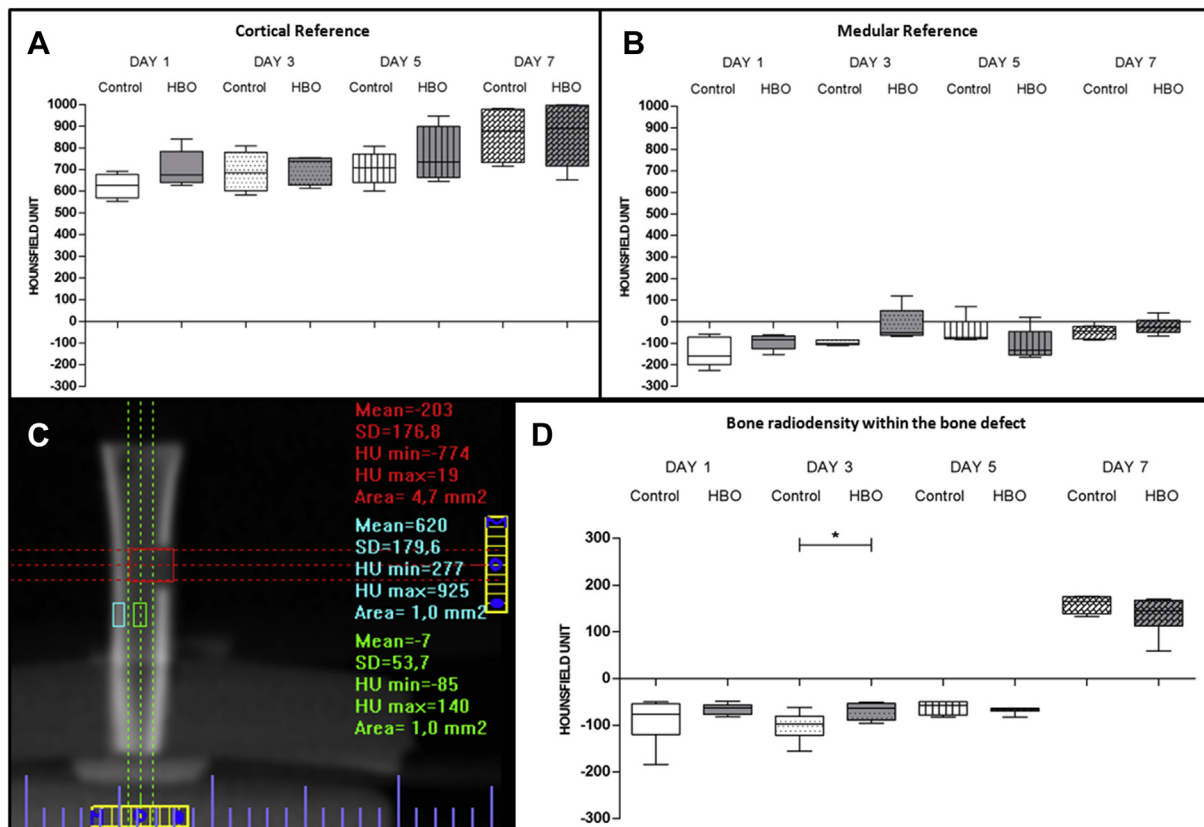 A
Cortical Reference
DAY 1 DAY 3 DAY 5 DAY 7
Control HBO Control HBO Control HBO Control HBO
HOUNSFIELD UNIT
1000
900
800
700
600
500
400
300
200
100
0
-100
-200
-300
B
Medular Reference
DAY 1 DAY 3 DAY 5 DAY 7
Control HBO Control HBO Control HBO Control HBO
HOUNSFIELD UNIT
1000
900
800
700
600
500
400
300
200
100
0
-100
-200
-300
C
Mean=-203
SD=176,8
HU min=-774
HU max=19
Area= 4,7 mm2
Mean=620
SD=179,6
HU min=277
HU max=925
Area= 1,0 mm2
Mean=-7
SD=53,7
HU min=-85
HU max=140
Area= 1,0 mm2
D
Bone radiodensity within the bone defect
DAY 1 DAY 3 DAY 5 DAY 7
Control HBO Control HBO Control HBO Control HBO
*
HOUNSFIELD UNIT
300
200
100
0
-100
-200
-300